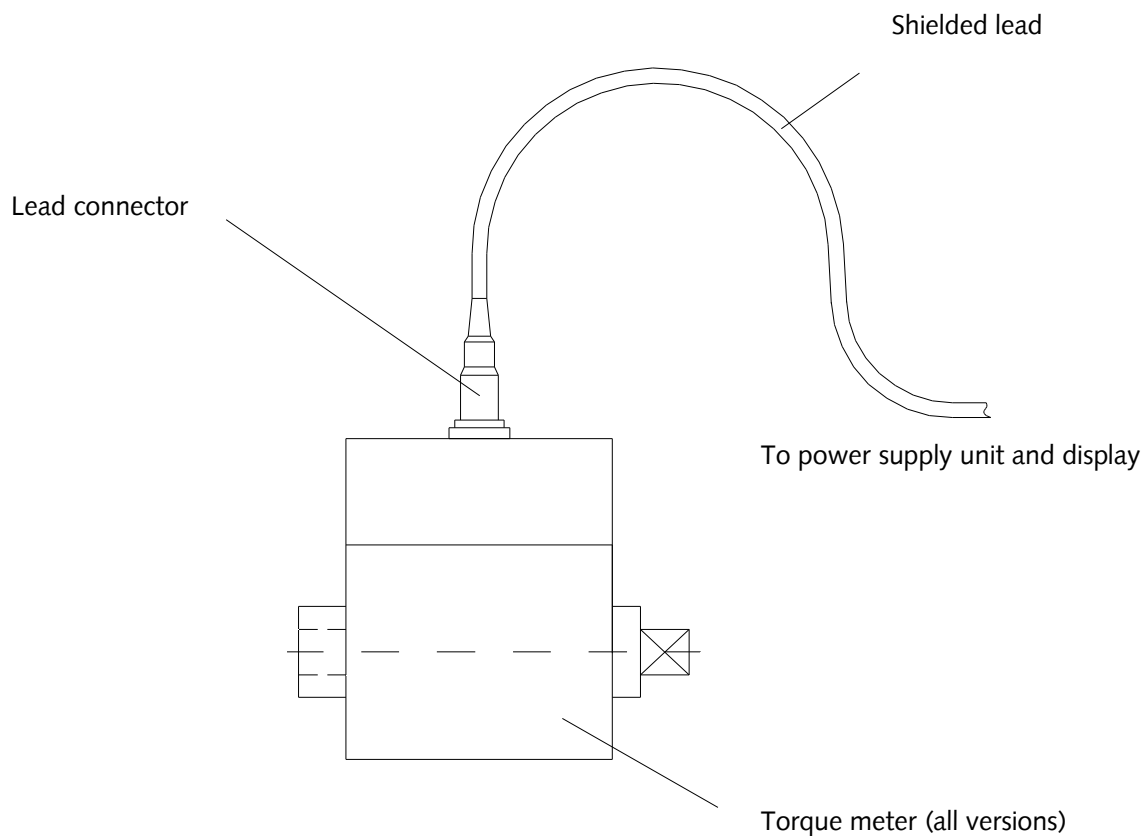 Shielded lead
Lead connector
To power supply unit and display
Torque meter (all versions)